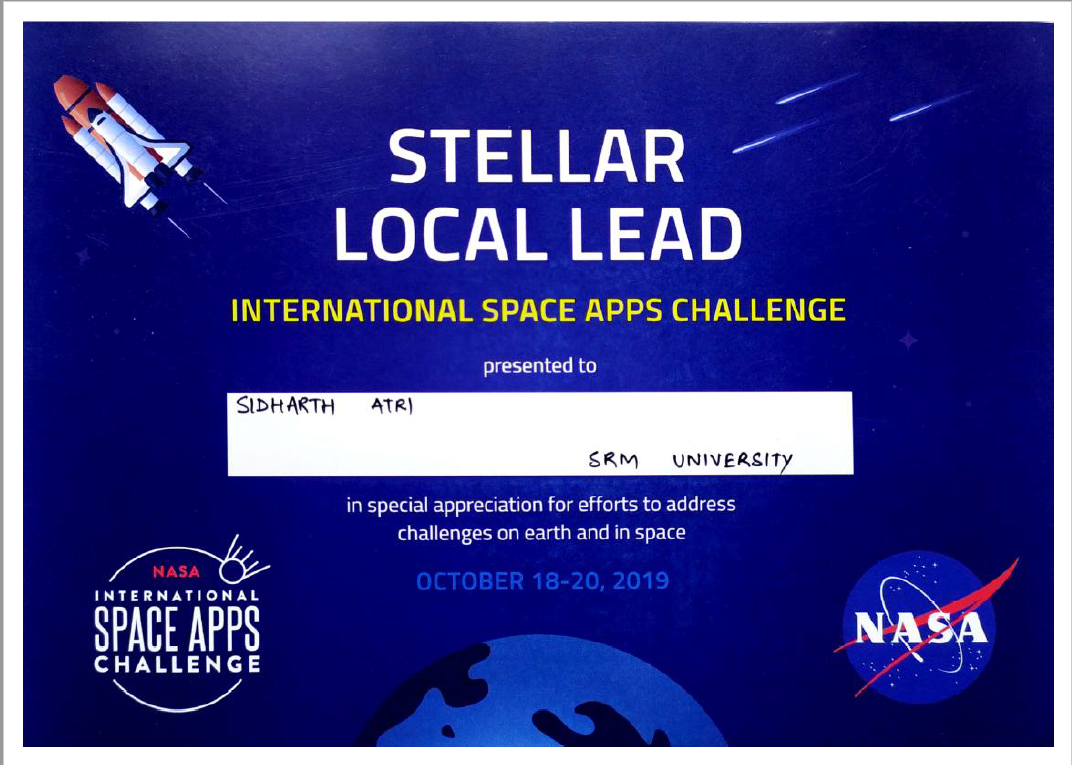 STELLAR
LOCAL LEAD
INTERNATIONAL SPACE APPS CHALLENGE
presented to
SIDHARTH ATRI
SRM UNIVERSITY
in special appreciation for efforts to address
challenges on earth and in space
OCTOBER 18-20, 2019
NASA
INTERNATIONAL
SPACE APPS
CHALLENGE
NASA